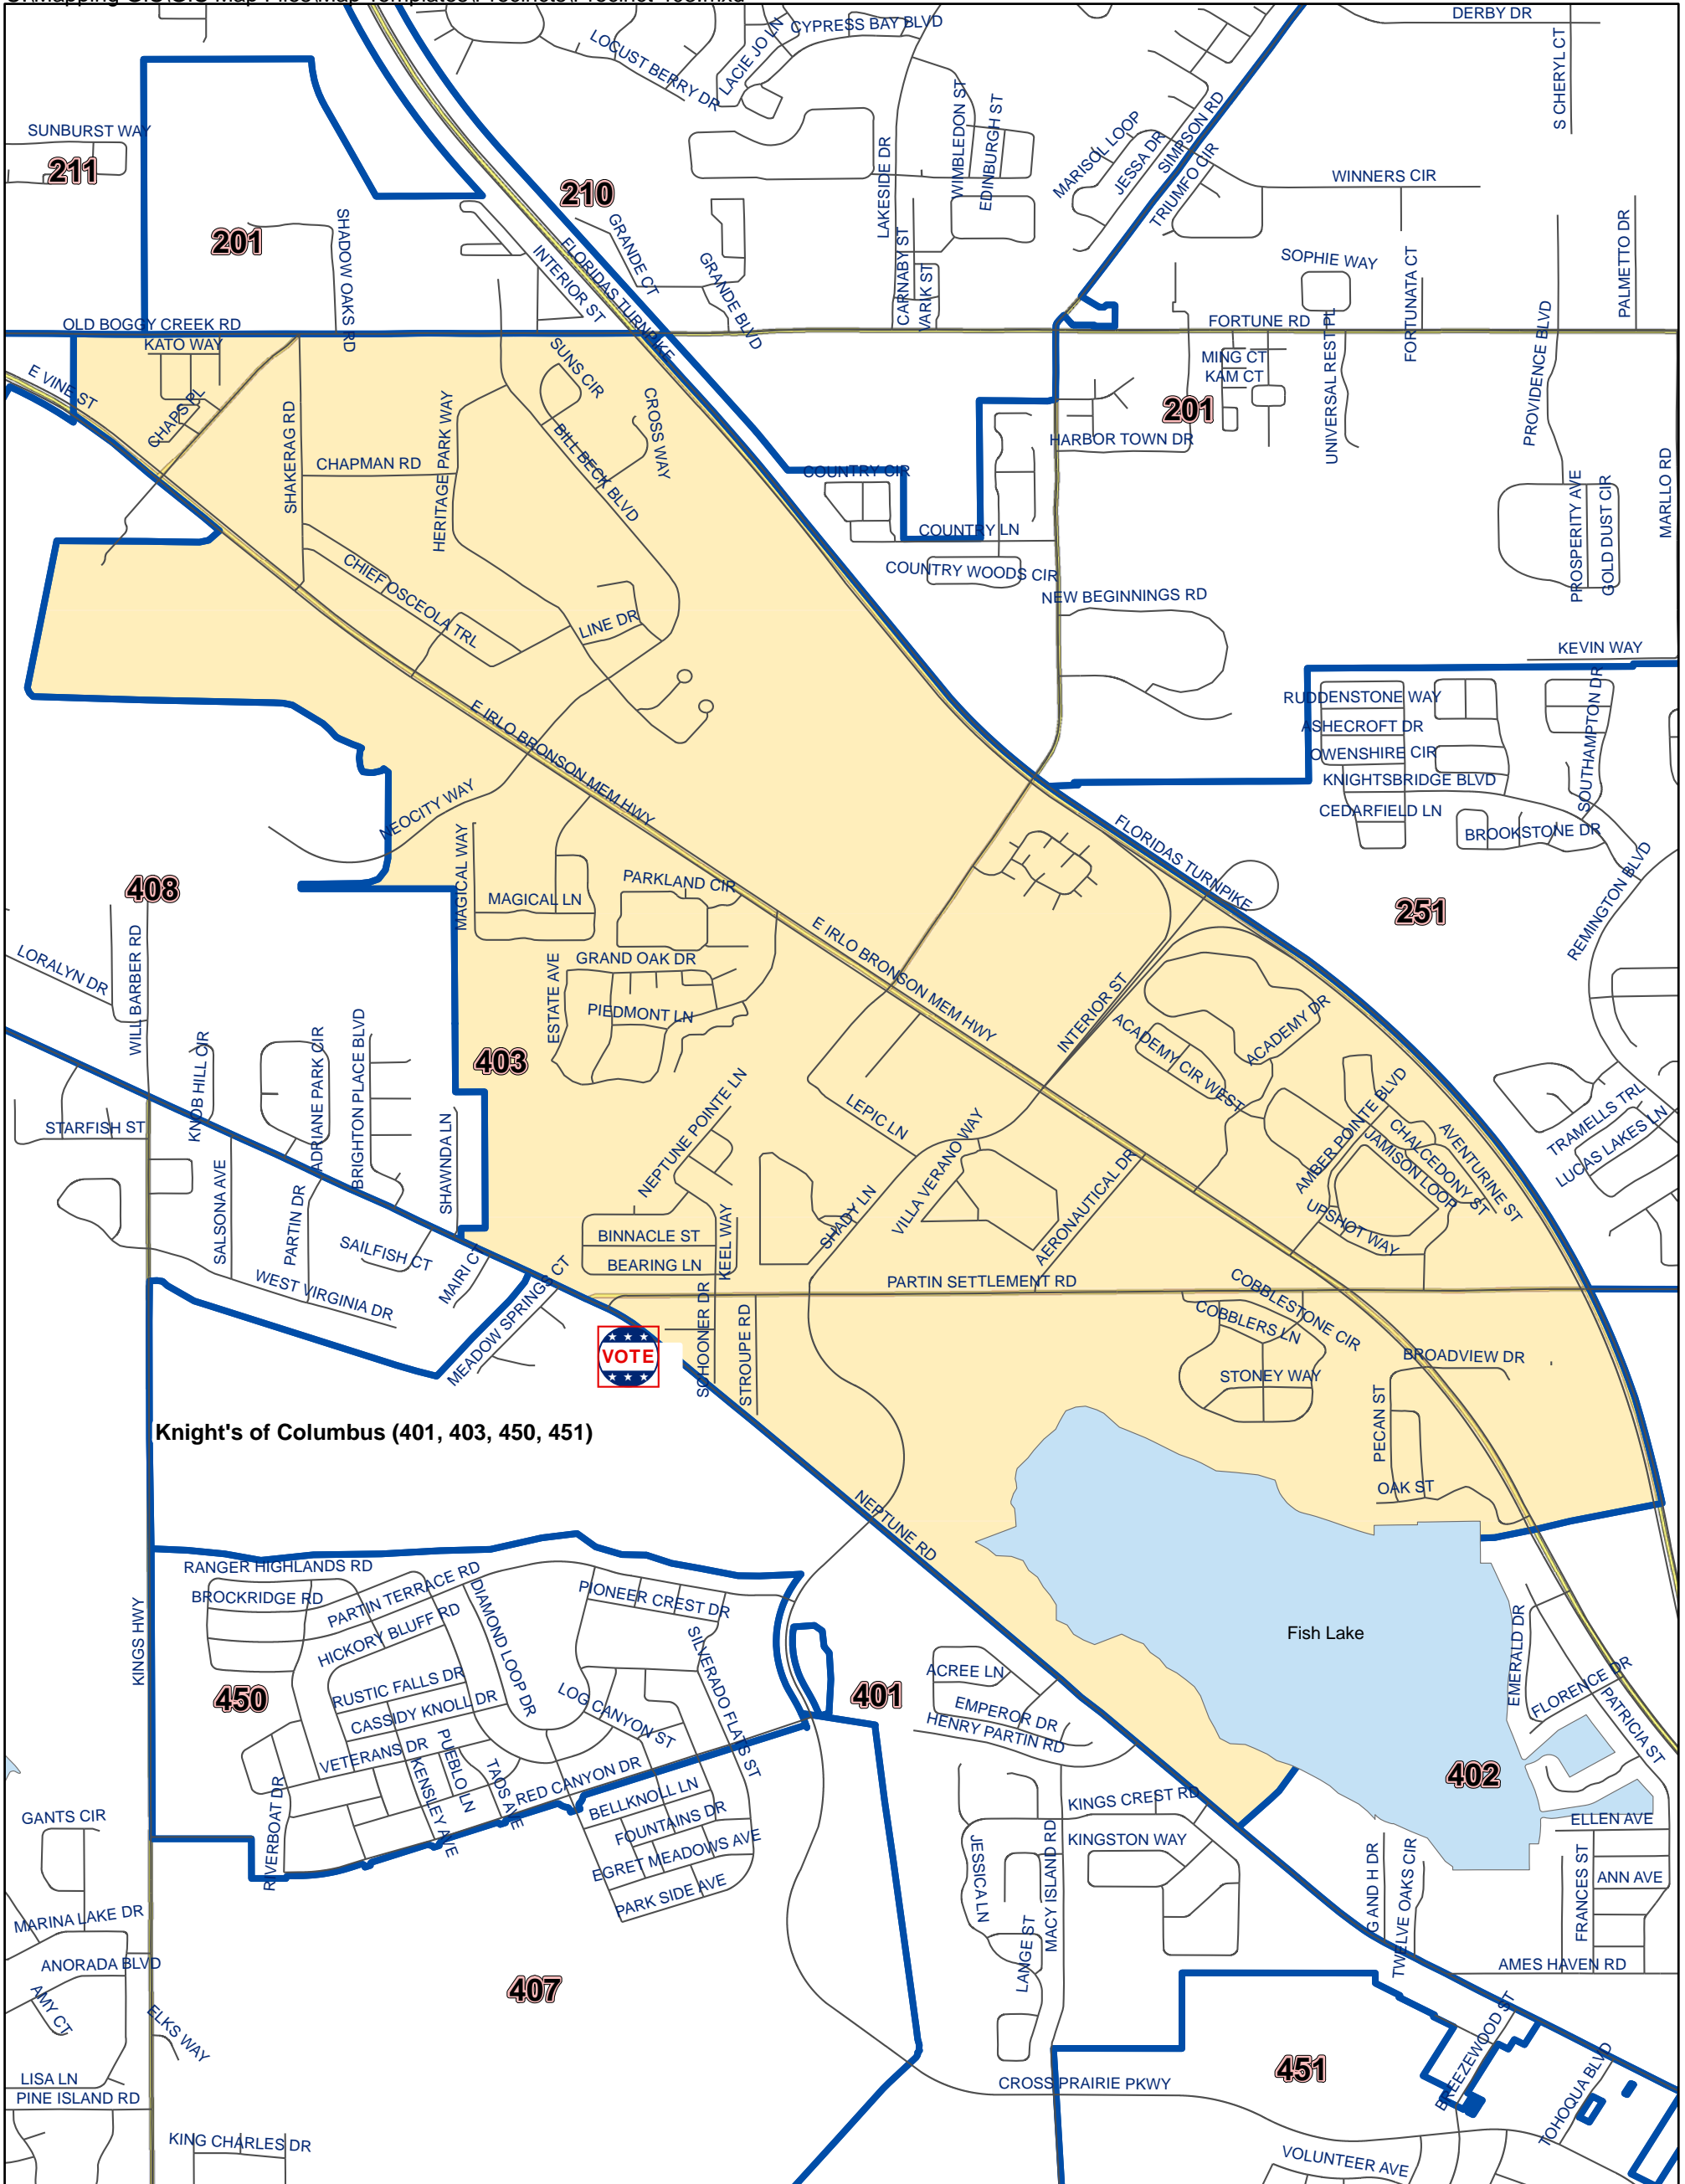 DERBY DR
CYPRESS BAY BLVD
LOCUST BERRY DR
LACIE JO LN
S CHERYL CT
SUNBURST WAY
211
210
201
LAKESIDE DR
WIMBLEDON ST
EDINBURGH ST
MARISOL LOOP
JESSA DR
SIMPSON RD
TRIUMFO CIR
WINNERS CIR
SHADOW OAKS RD
GRANDE CT
GRANDE BLVD
FLORIDAS TURNPIKE
INTERIOR ST
CARNABY ST
VARIK ST
SOPHIE WAY
FORTUNATA CT
PALMETTO DR
OLD BOGGY CREEK RD
KATO WAY
FORTUNE RD
MING CT
KAM CT
UNIVERSAL REST PL
PROVIDENCE BLVD
E VINE ST
CHAPS PL
SUNS CIR
CROSS WAY
SHAKERAG RD
HERITAGE PARK WAY
CHAPMAN RD
BILL BECK BLVD
201
HARBOR TOWN DR
COUNTRY CIR
COUNTRY LN
COUNTRY WOODS CIR
PROSPERITY AVE
GOLD DUST CIR
MARLLO RD
CHIEF OSCEOLA TRL
LINE DR
NEW BEGINNINGS RD
KEVIN WAY
RUDDENSTONE WAY
ASHECROFT DR
OWENSHIRE CIR
KNIGHTSBRIDGE BLVD
CEDARFIELD LN
BROOKSTONE DR
SOUTHAMPTON DR
E IRLO BRONSON MEM HWY
NEOCITY WAY
MAGICAL WAY
MAGICAL LN
PARKLAND CIR
FLORIDAS TURNPIKE
REMINGTON BLVD
408
251
LORALYN DR
WILL BARBER RD
GRAND OAK DR
ESTATE AVE
PIEDMONT LN
E IRLO BRONSON MEM HWY
INTERIOR ST
ACADEMY DR
ACADEMY CIR WEST
403
KNOB HILL CIR
ADRIANE PARK CIR
BRIGHTON PLACE BLVD
STARFISH ST
SHAWNDA LN
NEPTUNE POINTE LN
LEPIC LN
VILLA VERANO WAY
AERONAUTICAL DR
AMBER POINTE BLVD
CHALCEDONY ST
JAMISON LOOP
AVENTURINE ST
UPSHOT WAY
TRAMELLS TRL
LUCAS LAKES LN
SALSONA AVE
PARTIN DR
SAILFISH CT
MAIRI CT
WEST VIRGINIA DR
MEADOW SPRINGS CT
BINNACLE ST
BEARING LN
KEEL WAY
SHADY LN
PARTIN SETTLEMENT RD
COBBLESTONE CIR
COBBLERS LN
SCHOONER DR
STROUPE RD
VOTE
STONEY WAY
BROADVIEW DR
PECAN ST
OAK ST
Knight's of Columbus (401, 403, 450, 451)
NEPTUNE RD
KINGS HWY
RANGER HIGHLANDS RD
BROCKRIDGE RD
PARTIN TERRACE RD
HICKORY BLUFF RD
DIAMOND LOOP DR
PIONEER CREST DR
SILVERADO FLATS ST
Fish Lake
EMERALD DR
FLORENCE DR
PATRICIA ST
450
401
402
RUSTIC FALLS DR
CASSIDY KNOLL DR
VETERANS DR
LOG CANYON ST
PUEBLO LN
KENSLEY AVE
TAOS AVE
RED CANYON DR
RIVERBOAT DR
BELLKNOLL LN
FOUNTAINS DR
EGRET MEADOWS AVE
PARK SIDE AVE
ACREE LN
EMPEROR DR
HENRY PARTIN RD
KINGS CREST RD
KINGSTON WAY
JESSICA LN
MACY ISLAND RD
LANGE ST
G AND H DR
TWELVE OAKS CIR
ELLEN AVE
ANN AVE
FRANCES ST
AMES HAVEN RD
GANTS CIR
MARINA LAKE DR
ANORADA BLVD
AMY CT
ELKS WAY
LISA LN
PINE ISLAND RD
KING CHARLES DR
407
451
CROSS PRAIRIE PKWY
BREEZEWOOD ST
TOHOQUA BLVD
VOLUNTEER AVE